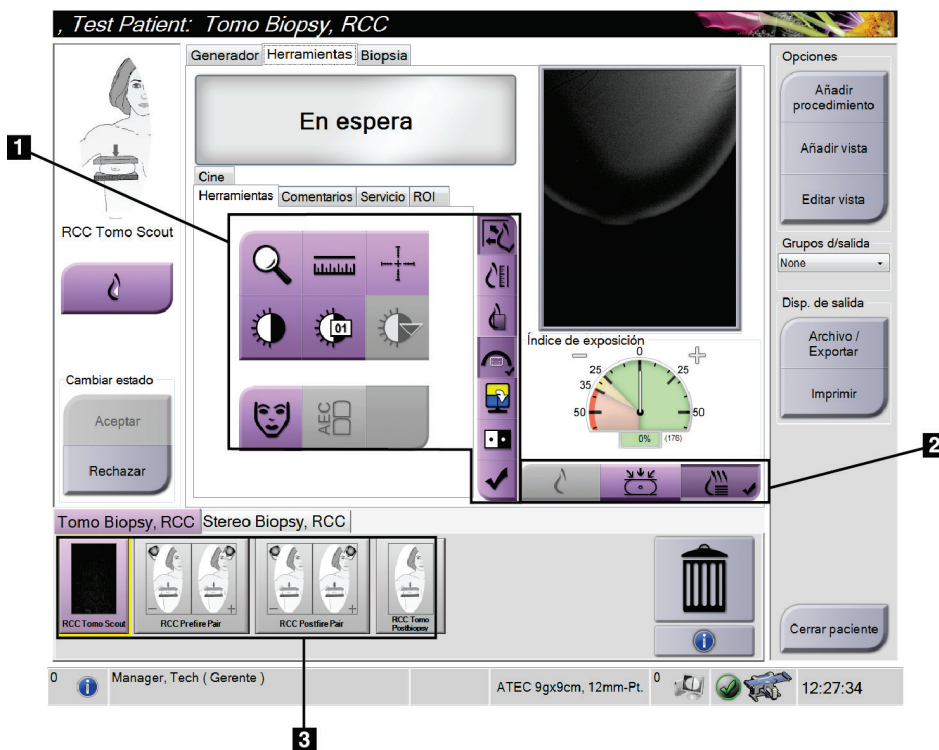 , Test Patient: Tomo Biopsy, RCC
Generador Herramientas Biopsia
Opciones
Añadir
procedimiento
Añadir vista
Editar vista
En espera
1
Cine
Herramientas Comentarios Servicio ROI
RCC Tomo Scout
Grupos d/salida
None
Disp. de salida
Archivo /
Exportar
Imprimir
01
AEC
Índice de exposición
0
25 25
35
50 50
0% (176)
Cambiar estado
Aceptar
Rechazar
2
Tomo Biopsy, RCC Stereo Biopsy, RCC
RCC Tomo Scout
RCC Prefire Pair
RCC Postfire Pair
RCC Tomo
Postbiopsy
Cerrar paciente
0 Manager, Tech ( Gerente ) ATEC 9gx9cm, 12mm-Pt. 0 12:27:34
3